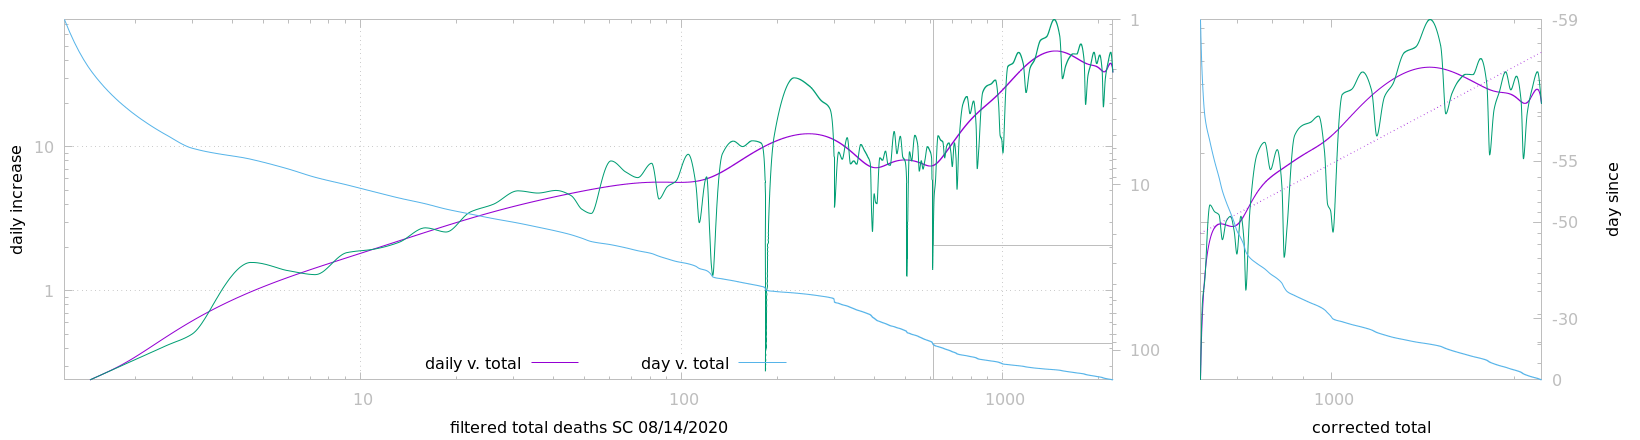 daily increase
10
1
daily v. total
day v. total
10
100
1000
filtered total deaths SC 08/14/2020
1
10
100
1000
corrected total
-59
-55
-50
-30
0
day since